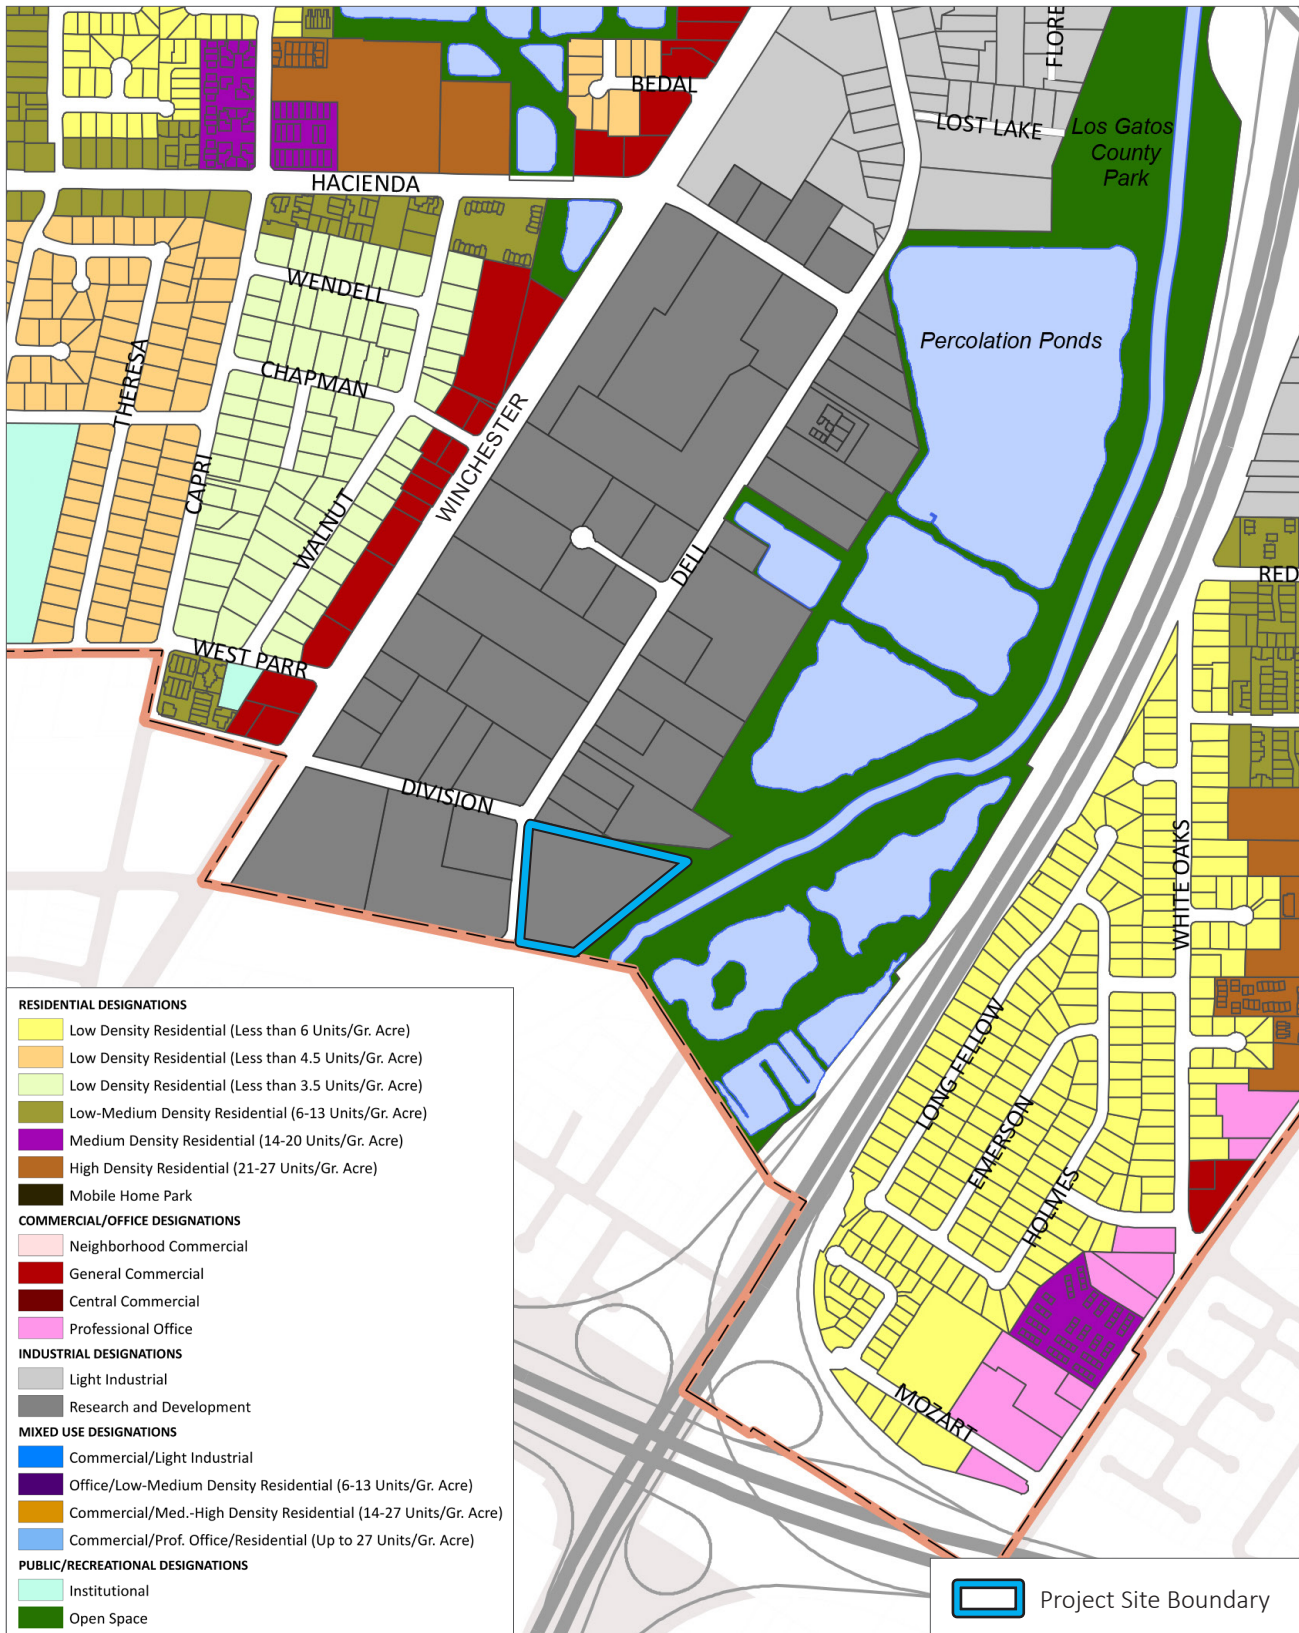 FLORE
BEDAL
LOST LAKE
Los Gatos
County
Park
HACIENDA
WENDELL
Percolation Ponds
THERESA
CHAPMAN
WINCHESTER
CAPRI
WALNUT
DELL
RED
WEST PARR
DIVISION
WHITE OAKS
LONG FELLOW
EMERSON
HOLMES
MOZART
RESIDENTIAL DESIGNATIONS
Low Density Residential (Less than 6 Units/Gr. Acre)
Low Density Residential (Less than 4.5 Units/Gr. Acre)
Low Density Residential (Less than 3.5 Units/Gr. Acre)
Low-Medium Density Residential (6-13 Units/Gr. Acre)
Medium Density Residential (14-20 Units/Gr. Acre)
High Density Residential (21-27 Units/Gr. Acre)
Mobile Home Park
COMMERCIAL/OFFICE DESIGNATIONS
Neighborhood Commercial
General Commercial
Central Commercial
Professional Office
INDUSTRIAL DESIGNATIONS
Light Industrial
Research and Development
MIXED USE DESIGNATIONS
Commercial/Light Industrial
Office/Low-Medium Density Residential (6-13 Units/Gr. Acre)
Commercial/Med.-High Density Residential (14-27 Units/Gr. Acre)
Commercial/Prof. Office/Residential (Up to 27 Units/Gr. Acre)
PUBLIC/RECREATIONAL DESIGNATIONS
Institutional
Open Space
Project Site Boundary